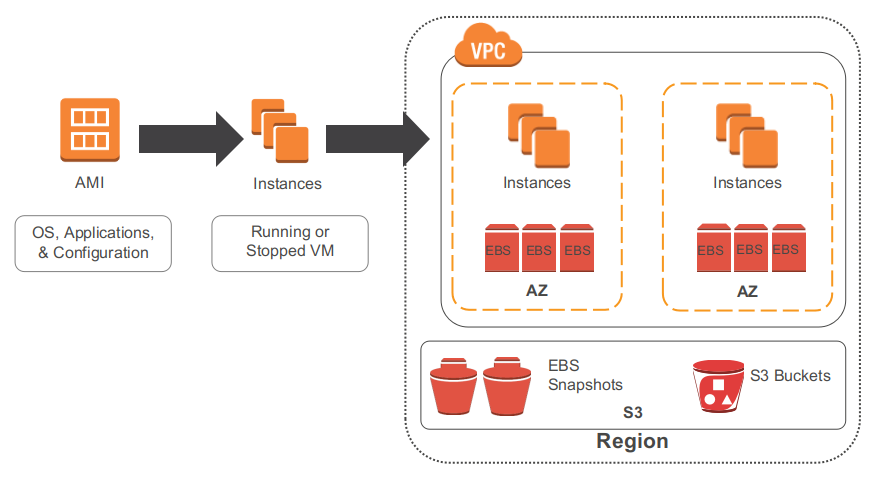 VPC
AMI
Instances
OS, Applications,
& Configuration
Running or
Stopped VM
Instances
EBS EBS EBS
AZ
Instances
EBS EBS EBS
AZ
EBS
Snapshots
S3 Buckets
S3
Region